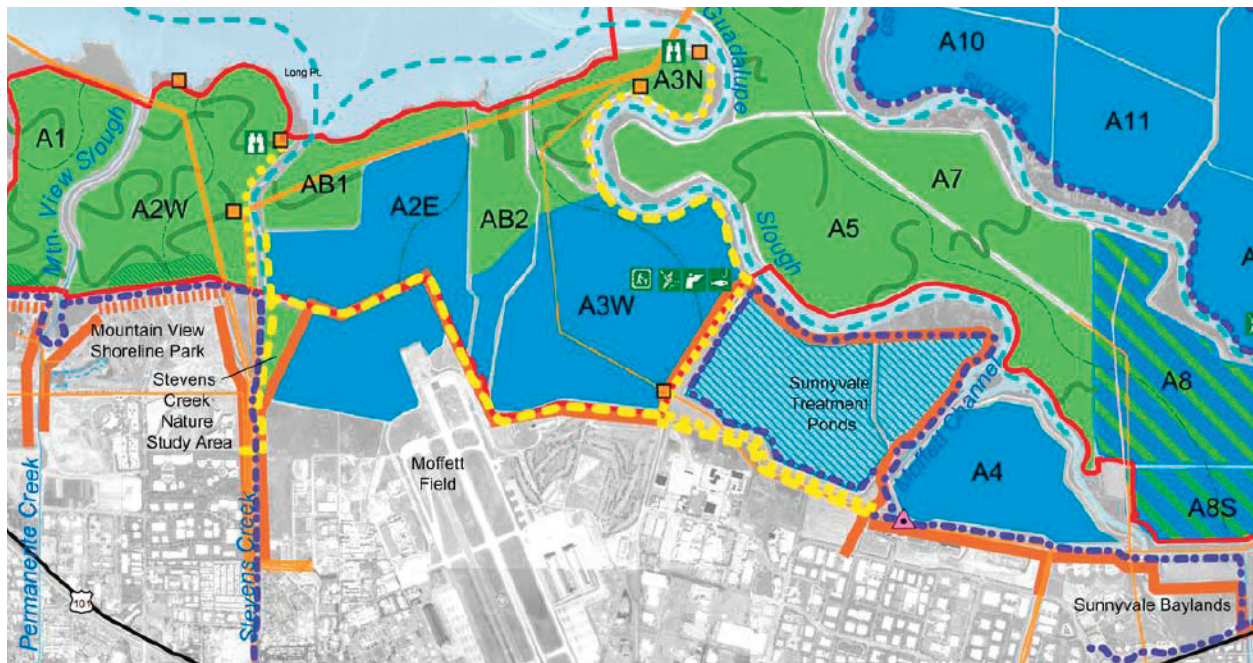 Long Pt.
Guadalupe
Slough
A10
A11
Slough
A1
Mtn. View Slough
A2W
AB1
A2E
AB2
A3N
A3W
A5
A7
A8
A8S
A4
Mountain View
Shoreline Park
Stevens
Creek
Nature
Study Area
Moffett
Field
Sunnyvale
Treatment
Ponds
Moffett Channel
Sunnyvale Baylands
Permanente Creek
Stevens Creek
101